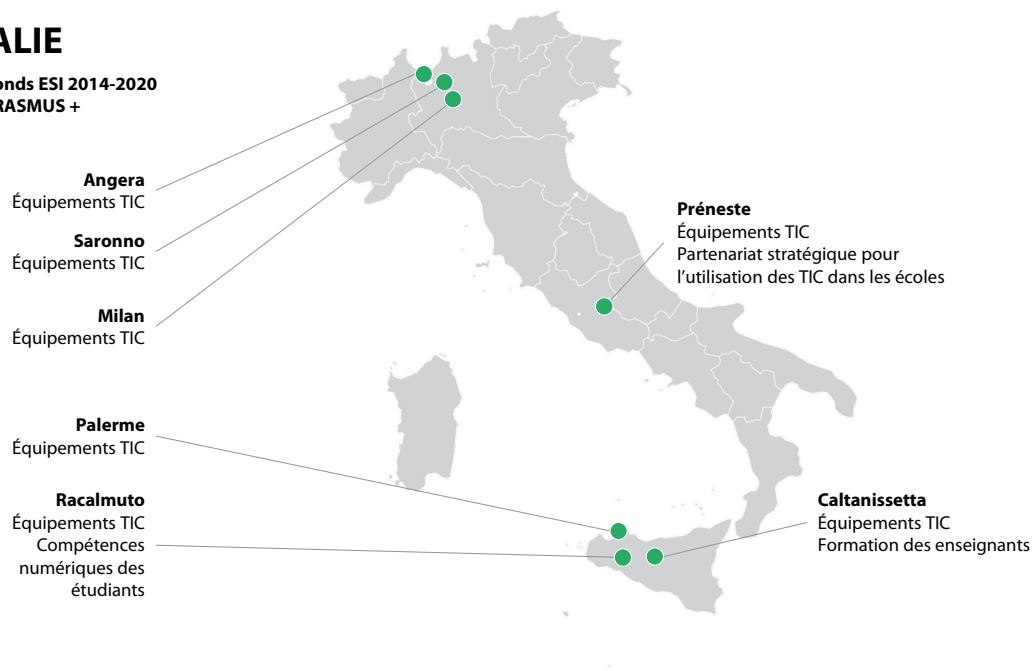 ALIE
onds ESI 2014-2020
RASMUS +
Angera
Équipements TIC
Saronno
Équipements TIC
Milan
Équipements TIC
Préneste
Équipements TIC
Partenariat stratégique pour
l’utilisation des TIC dans les écoles
Palerme
Équipements TIC
Racalmuto
Équipements TIC
Compétences
numériques des
étudiants
Caltanissetta
Équipements TIC
Formation des enseignants